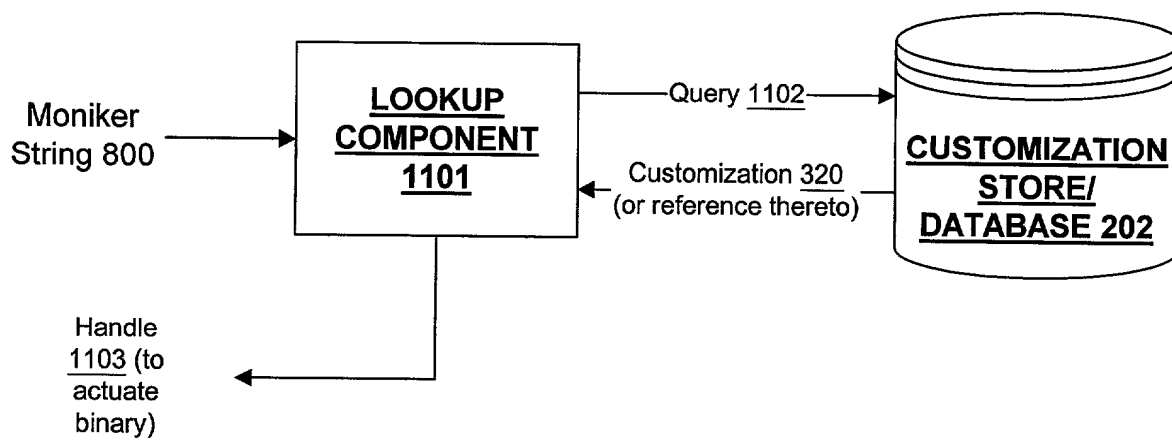 Moniker
String 800
LOOKUP
COMPONENT
1101
Query 1102
Customization 320
(or reference thereto)
CUSTOMIZATION
STORE/
DATABASE 202
Handle
1103 (to
actuate
binary)